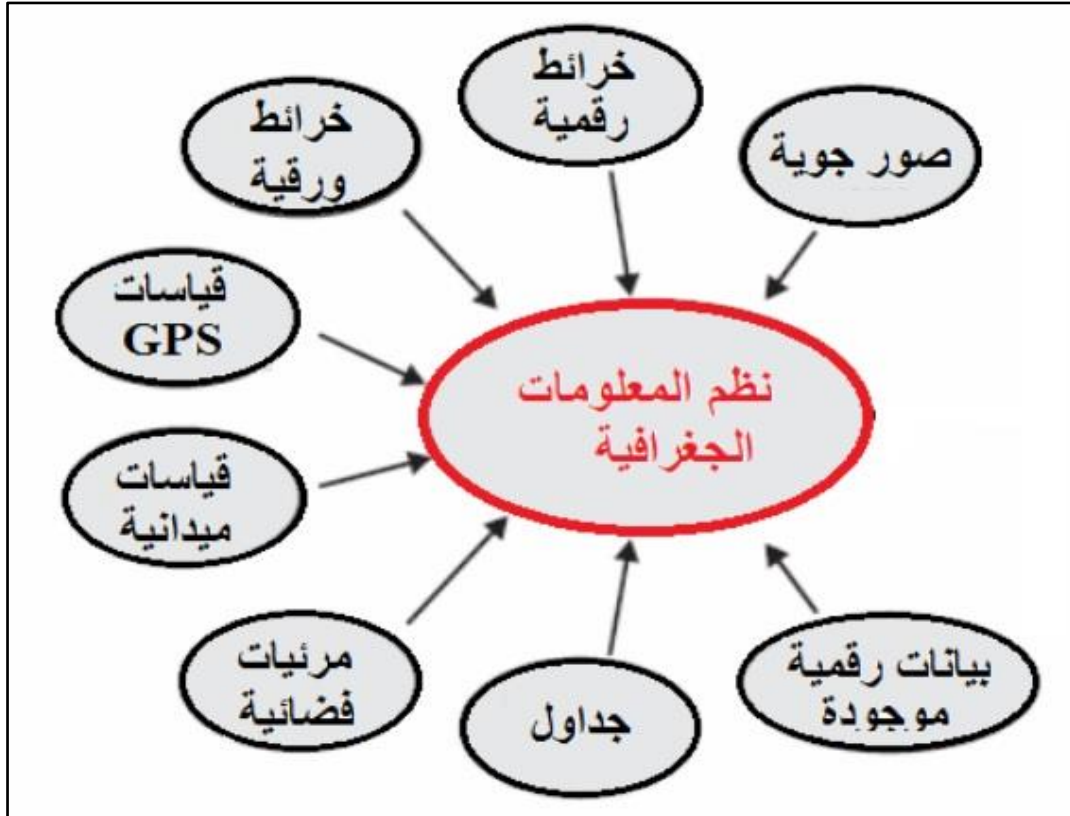 خرائط
رقمية
خرائط
ورقية
صور جوية
قياسات
GPS
نظم المعلومات
الجغرافية
قياسات
ميدانية
مرئيات
فضائية
جداول
بيانات رقمية
موجودة